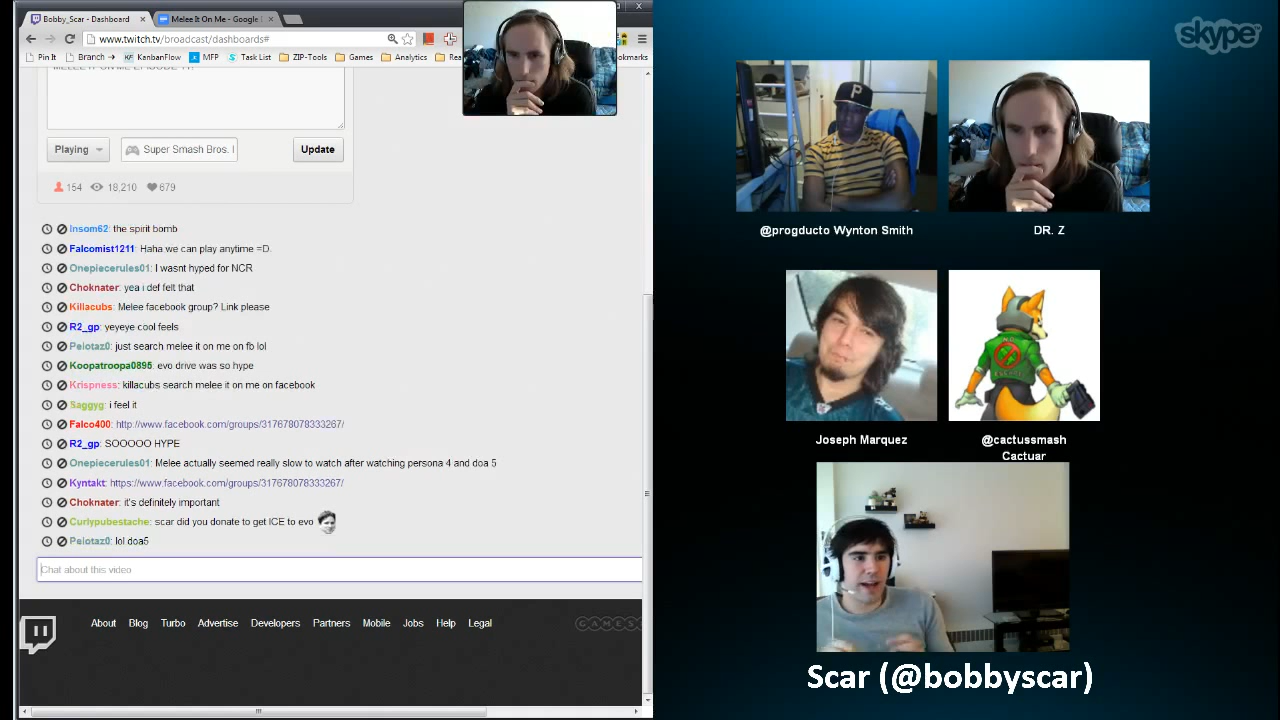 Bobby_Scar - Dashboard
Melee It On Me - Google
www.twitch.tv/broadcast/dashboards#
Pin It
Branch →
KanbanFlow
MFP
Task List
ZIP-Tools
Games
Analytics
Rea
okmarks
MELEE IT ON ME EPISODE
Playing
Super Smash Bros.
Update
154
18,210
679
Insom62: the spirit bomb
Falcomist1211: Haha we can play anytime =D.
Onepiecerules01: I wasnt hyped for NCR
Choknater: yea i def felt that
Killacubs: Melee facebook group? Link please
R2_gp: yeyeye cool feels
Pelotaz0: just search melee it on me on fb lol
Koopatroopa0895: evo drive was so hype
Krispness: killacubs search melee it on me on facebook
Saggyg: i feel it
Falco400: http://www.facebook.com/groups/317678078333267/
R2_gp: SOOOOO HYPE
Onepiecerules01: Melee actually seemed really slow to watch after watching persona 4 and doa 5
Kyntakt: https://www.facebook.com/groups/317678078333267/
Choknater: it's definitely important
Curlypubestache: scar did you donate to get ICE to evo
Pelotaz0: lol doa5
Chat about this video
About
Blog
Turbo
Advertise
Developers
Partners
Mobile
Jobs
Help
Legal
GAMES
skype
P
@progducto Wynton Smith
DR. Z
Joseph Marquez
@cactussmash
Cactuar
Scar (@bobbyscar)